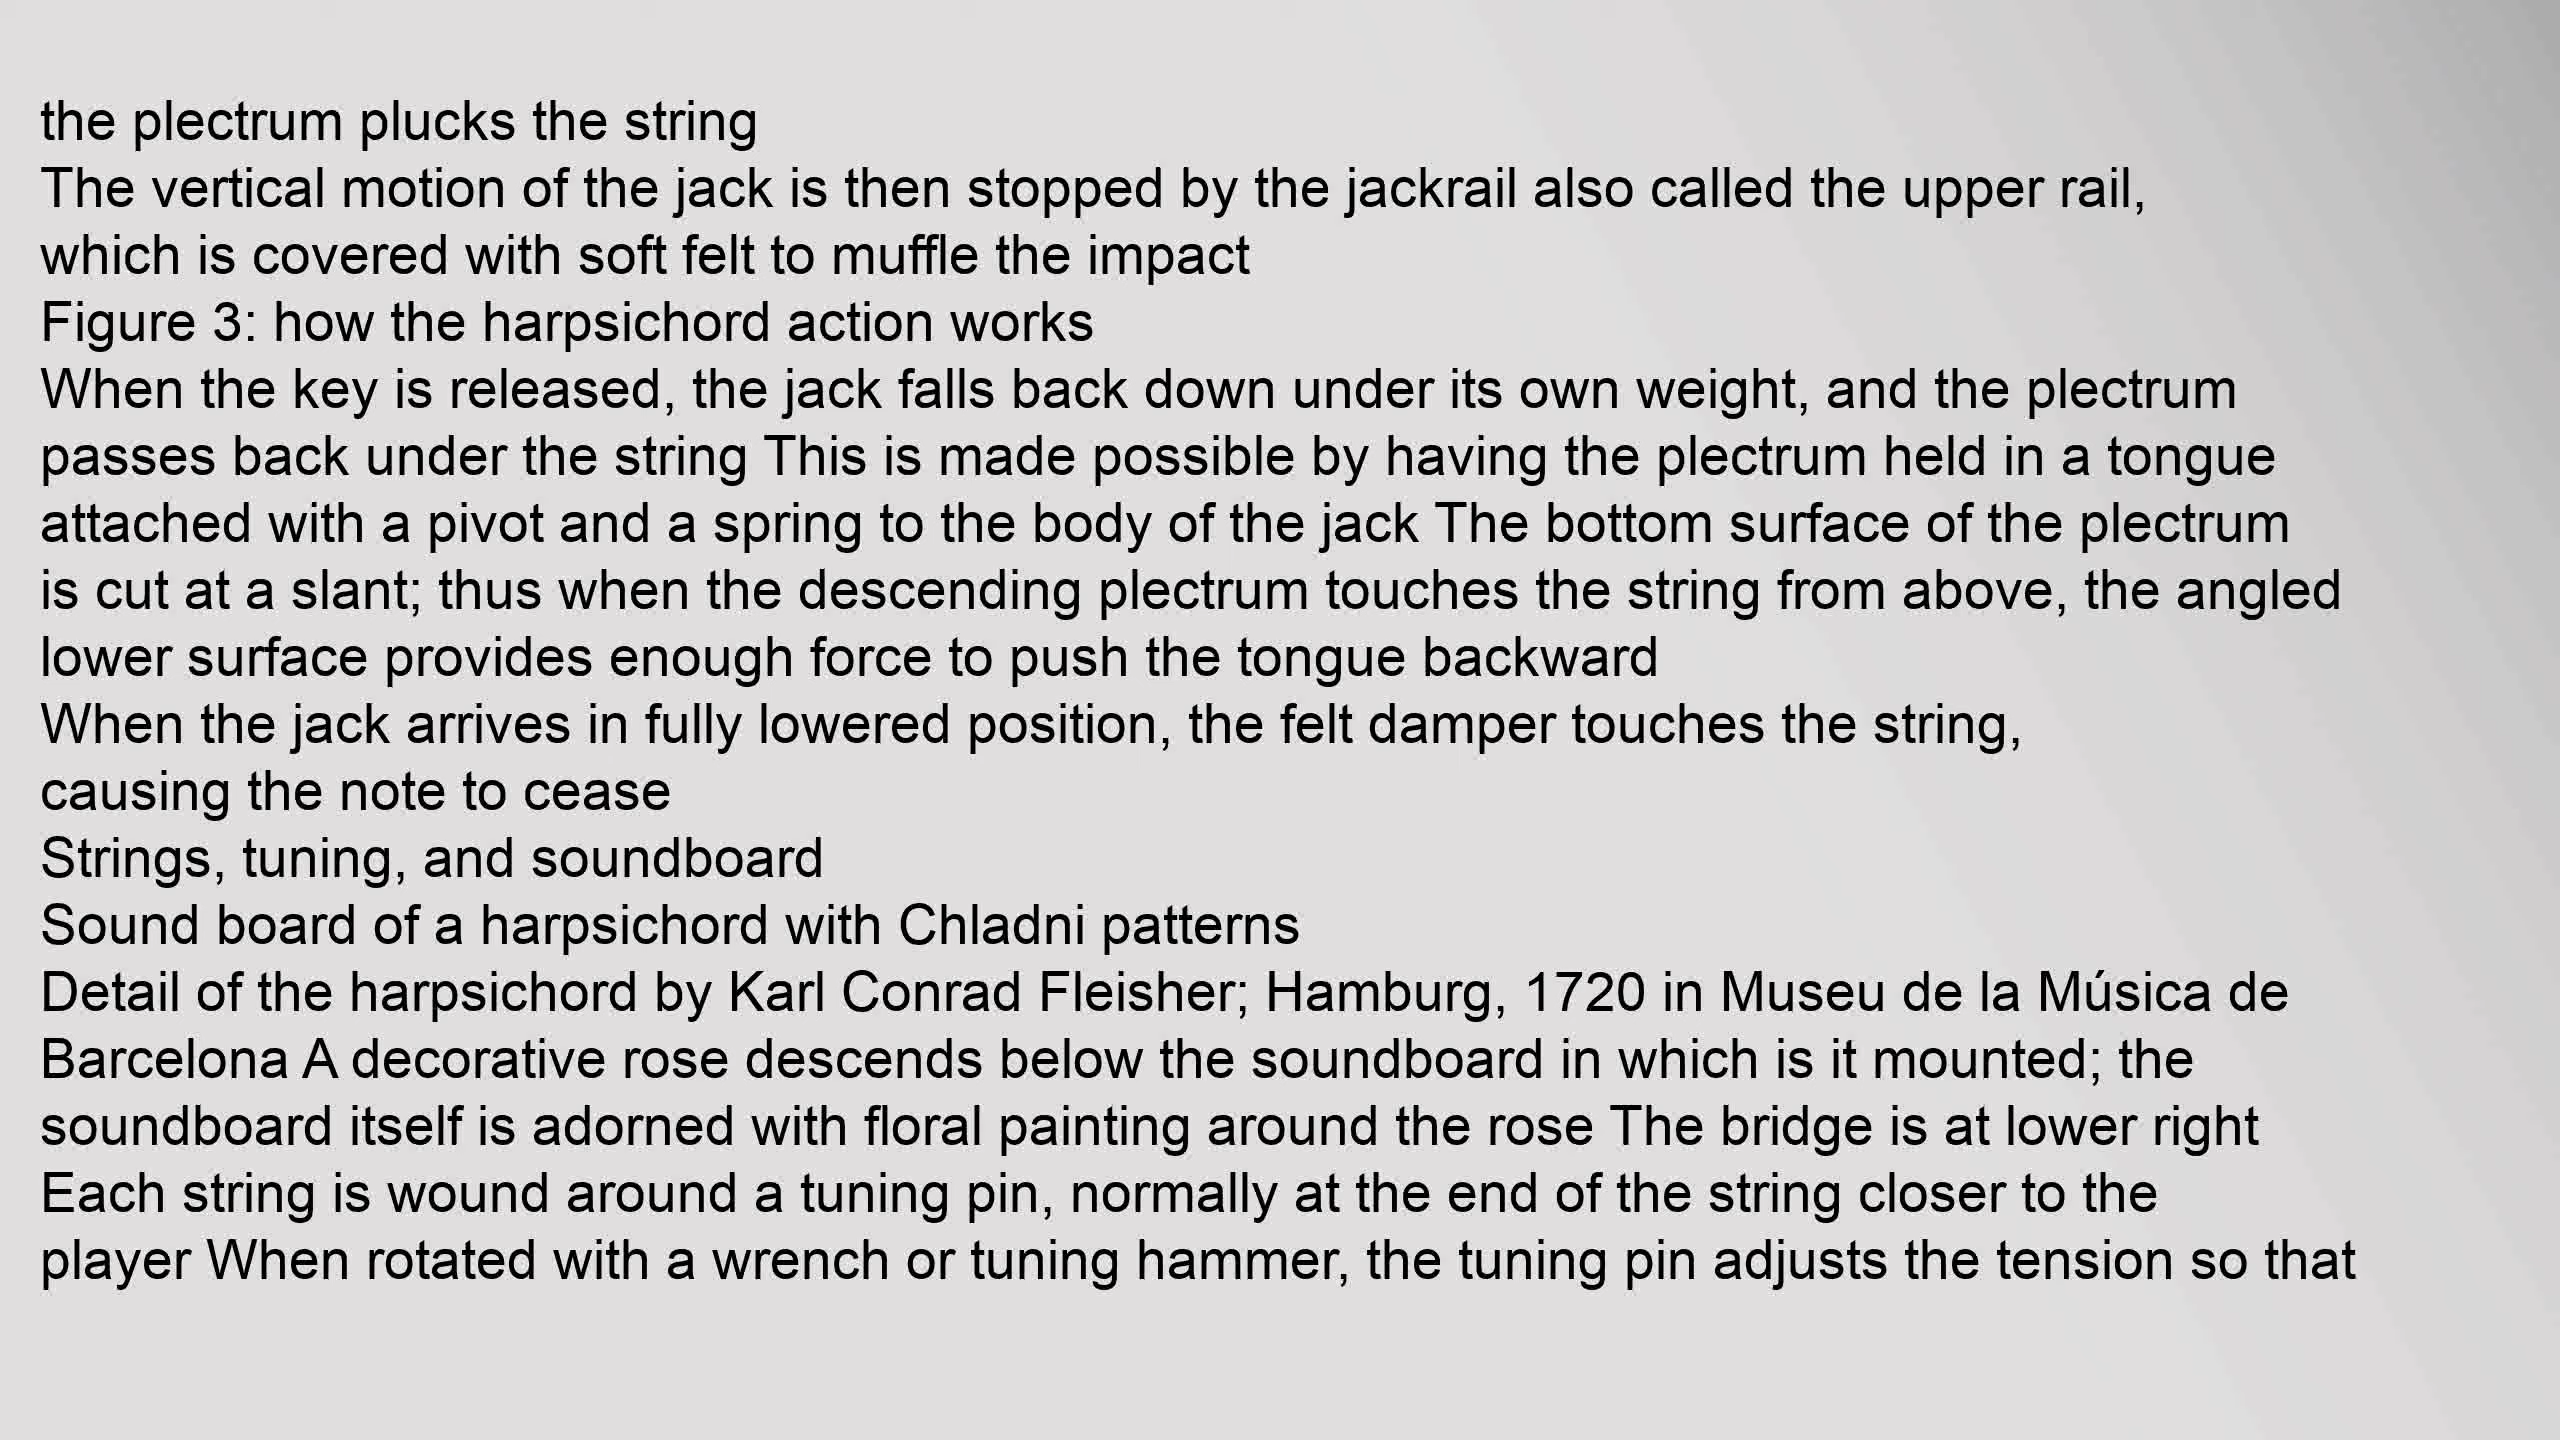 the plectrum plucks the string
The vertical motion of the jack is then stopped by the jackrail also called the upper rail,
which is covered with soft felt to muffle the impact
Figure 3: how the harpsichord action works
When the key is released, the jack falls back down under its own weight, and the plectrum
passes back under the string This is made possible by having the plectrum held in a tongue
attached with a pivot and a spring to the body of the jack The bottom surface of the plectrum
is cut at a slant; thus when the descending plectrum touches the string from above, the angled
lower surface provides enough force to push the tongue backward
When the jack arrives in fully lowered position, the felt damper touches the string,
causing the note to cease
Strings, tuning, and soundboard
Sound board of a harpsichord with Chladni patterns
Detail of the harpsichord by Karl Conrad Fleisher; Hamburg, 1720 in Museu de la Música de
Barcelona A decorative rose descends below the soundboard in which is it mounted; the
soundboard itself is adorned with floral painting around the rose The bridge is at lower right
Each string is wound around a tuning pin, normally at the end of the string closer to the
player When rotated with a wrench or tuning hammer, the tuning pin adjusts the tension so that